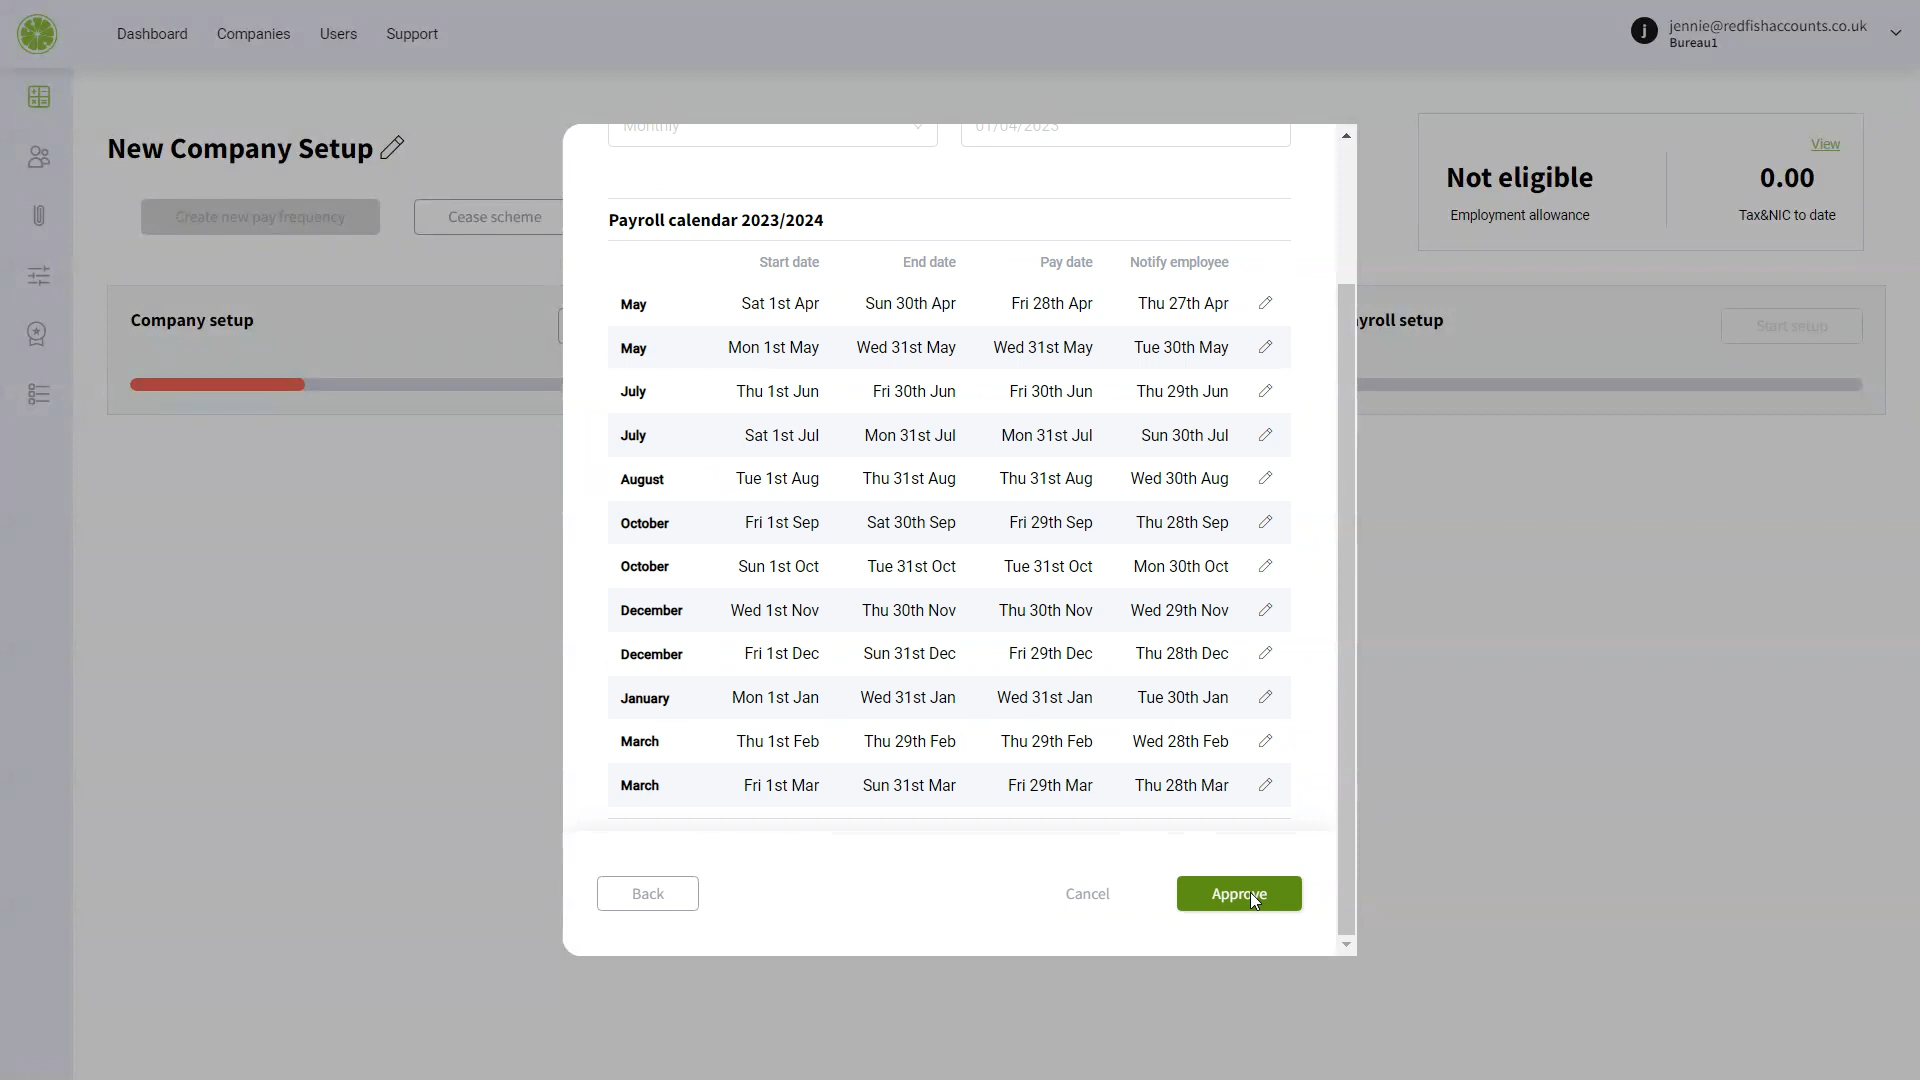 Dashboard Companies Users Support
j jennie@redfishaccounts.co.uk
Bureau1
New Company Setup
Create new pay frequency Cease scheme
View
Not eligible 0.00
Employment allowance Tax&NIC to date
Company setup
yroll setup Start setup
Monthly 01/04/2023
Payroll calendar 2023/2024
Start date End date Pay date Notify employee
May Sat 1st Apr Sun 30th Apr Fri 28th Apr Thu 27th Apr
May Mon 1st May Wed 31st May Wed 31st May Tue 30th May
July Thu 1st Jun Fri 30th Jun Fri 30th Jun Thu 29th Jun
July Sat 1st Jul Mon 31st Jul Mon 31st Jul Sun 30th Jul
August Tue 1st Aug Thu 31st Aug Thu 31st Aug Wed 30th Aug
October Fri 1st Sep Sat 30th Sep Fri 29th Sep Thu 28th Sep
October Sun 1st Oct Tue 31st Oct Tue 31st Oct Mon 30th Oct
December Wed 1st Nov Thu 30th Nov Thu 30th Nov Wed 29th Nov
December Fri 1st Dec Sun 31st Dec Fri 29th Dec Thu 28th Dec
January Mon 1st Jan Wed 31st Jan Wed 31st Jan Tue 30th Jan
March Thu 1st Feb Thu 29th Feb Thu 29th Feb Wed 28th Feb
March Fri 1st Mar Sun 31st Mar Fri 29th Mar Thu 28th Mar
Back Cancel Approve